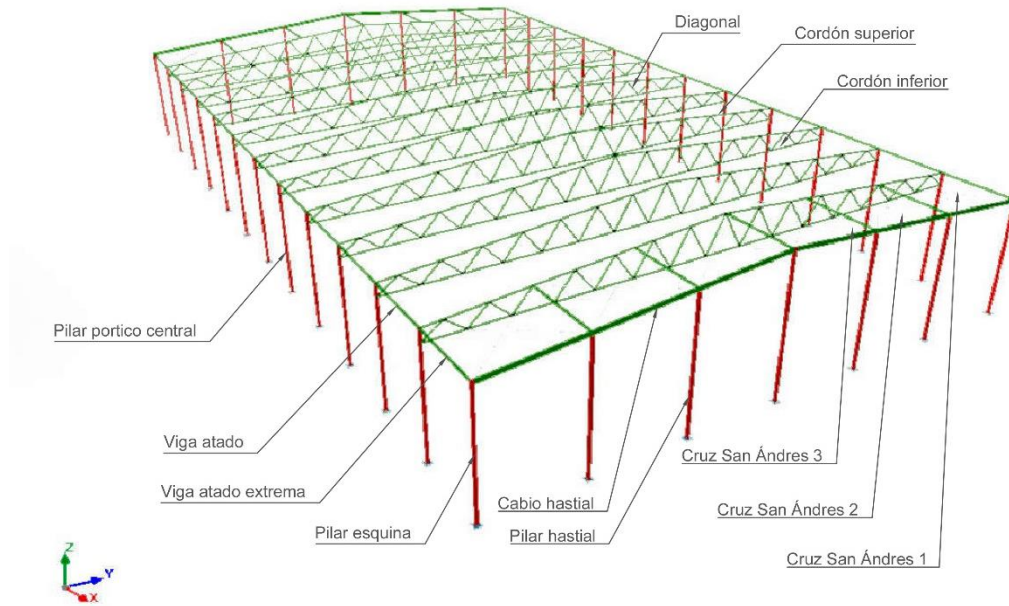 Diagonal
Cordón superior
Cordón inferior
Pilar portico central
Viga atado
Viga atado extrema
Pilar esquina
Cabio hastial
Pilar hastial
Cruz San Ándres 3
Cruz San Ándres 2
Cruz San Ándres 1
Z
Y
X